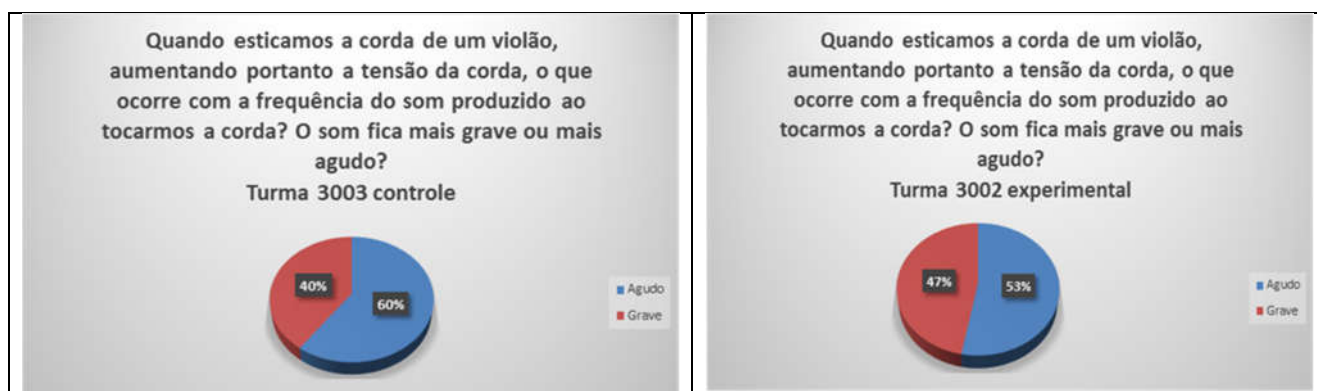 Quando esticamos a corda de um violão,
aumentando portanto a tensão da corda, o que
ocorre com a frequência do som produzido ao
tocarmos a corda? O som fica mais grave ou mais
agudo?
Turma 3003 controle
40%
60%
Agudo
Grave
Quando esticamos a corda de um violão,
aumentando portanto a tensão da corda, o que
ocorre com a frequência do som produzido ao
tocarmos a corda? O som fica mais grave ou mais
agudo?
Turma 3002 experimental
47%
53%
Agudo
Grave